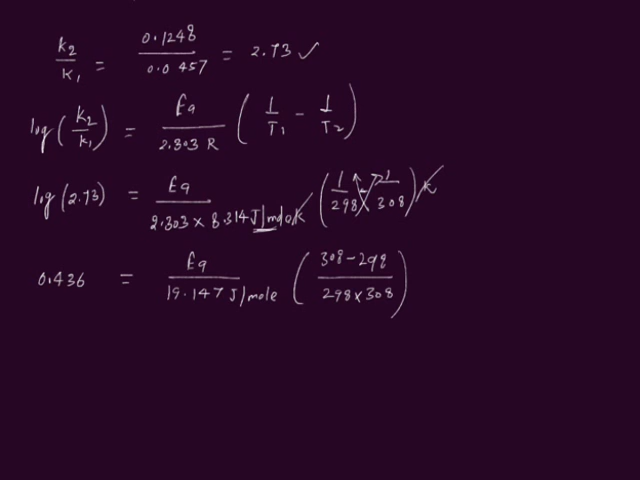 k2/k1 = 0.1248/0.0457 = 2.73 ✓
log(k2/k1) = Ea/2.303 R (1/T1 - 1/T2)
log(2.73) = Ea/2.303 × 8.314 J/mole.K (1/298 - 1/308) K
0.436 = Ea/19.147 J/mole (308-298/298×308)